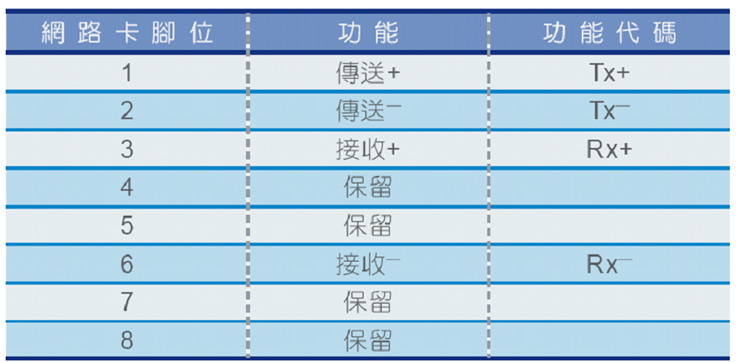 網路卡腳位 功能 功能代碼
1 傳送+ Tx+
2 傳送─ Tx─
3 接收+ Rx+
4 保留
5 保留
6 接收─ Rx─
7 保留
8 保留